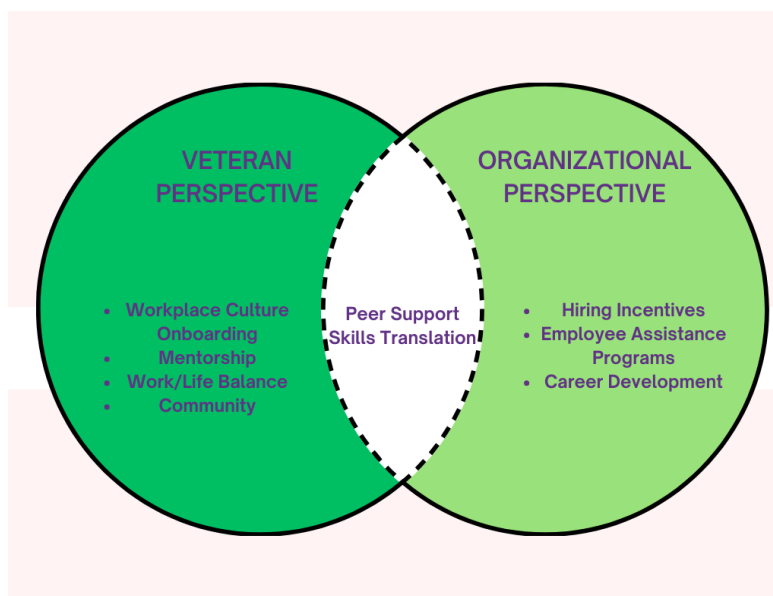 VETERAN
PERSPECTIVE
• Workplace Culture
Onboarding
• Mentorship
• Work/Life Balance
• Community
Peer Support
Skills Translation
ORGANIZATIONAL
PERSPECTIVE
• Hiring Incentives
• Employee Assistance
Programs
• Career Development